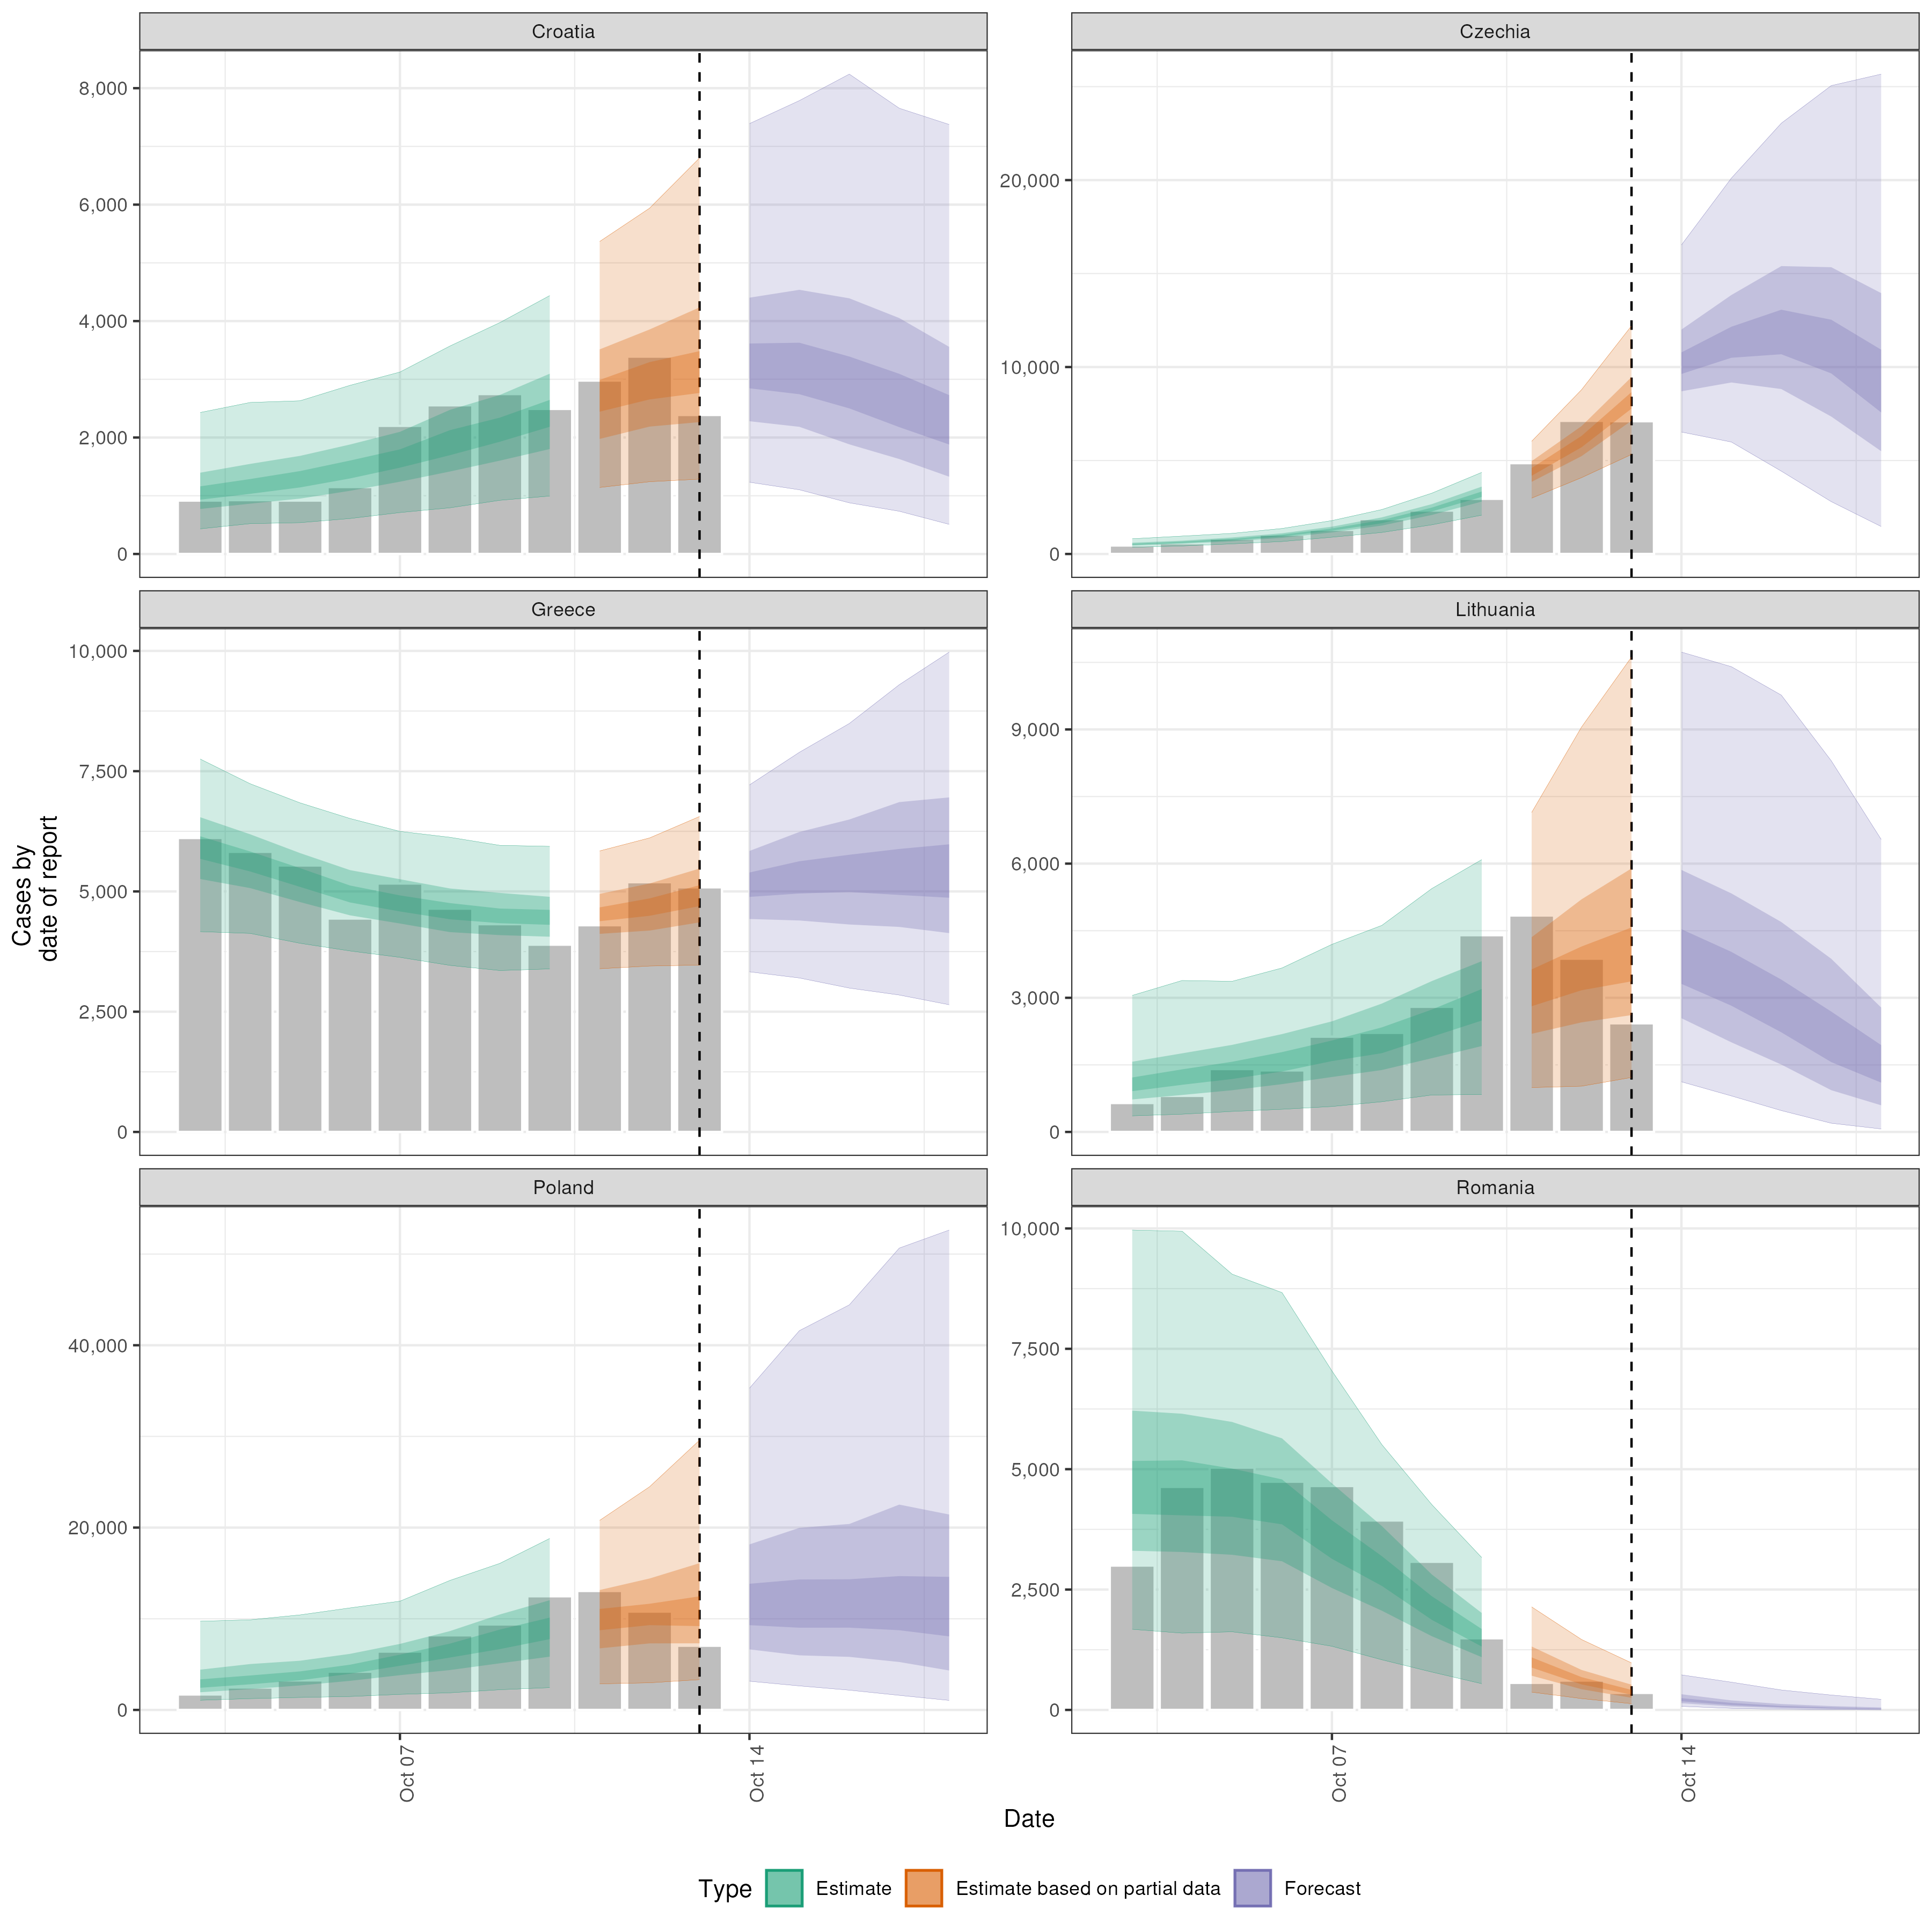 Croatia
Czechia
8,000
6,000
4,000
2,000
0
20,000
10,000
0
Greece
Lithuania
10,000
7,500
5,000
2,500
0
9,000
6,000
3,000
0
Cases by
date of report
Poland
Romania
40,000
20,000
0
10,000
7,500
5,000
2,500
0
Oct 07
Oct 14
Oct 07
Oct 14
Date
Type
Estimate
Estimate based on partial data
Forecast